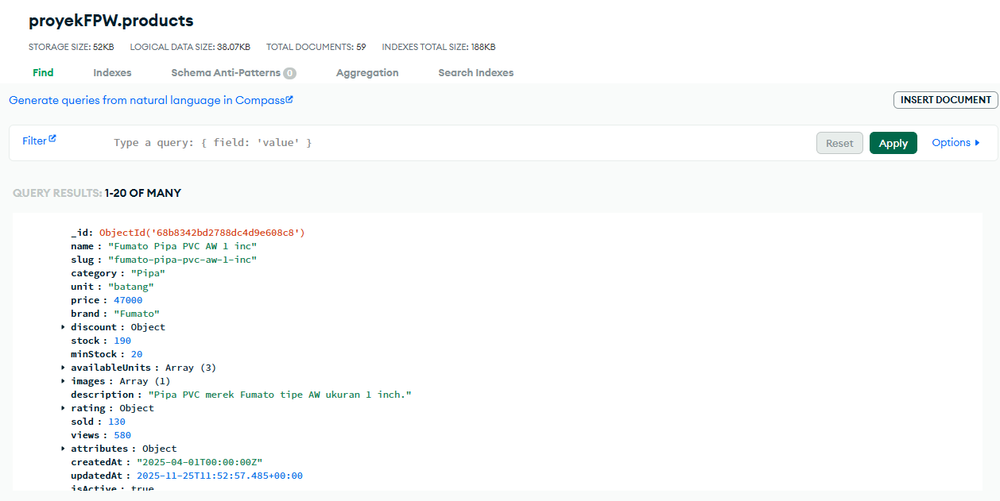 proyekFPW.products
STORAGE SIZE: 52KB LOGICAL DATA SIZE: 38.07KB TOTAL DOCUMENTS: 59 INDEXES TOTAL SIZE: 188KB
Find Indexes Schema Anti-Patterns 0 Aggregation Search Indexes
Generate queries from natural language in Compass
INSERT DOCUMENT
Filter Type a query: { field: 'value' } Reset Apply Options
QUERY RESULTS: 1-20 OF MANY
_id: ObjectId('68b8342bd2788dc4d9e608c8')
name : "Fumato Pipa PVC AW 1 inc"
slug : "fumato-pipa-pvc-aw-1-inc"
category : "Pipa"
unit : "batang"
price : 47000
brand : "Fumato"
discount : Object
stock : 190
minStock : 20
availableUnits : Array (3)
images : Array (1)
description : "Pipa PVC merek Fumato tipe AW ukuran 1 inch."
rating : Object
sold : 130
views : 580
attributes : Object
createdAt : "2025-04-01T00:00:00Z"
updatedAt : 2025-11-25T11:52:57.485+00:00
isActive : true